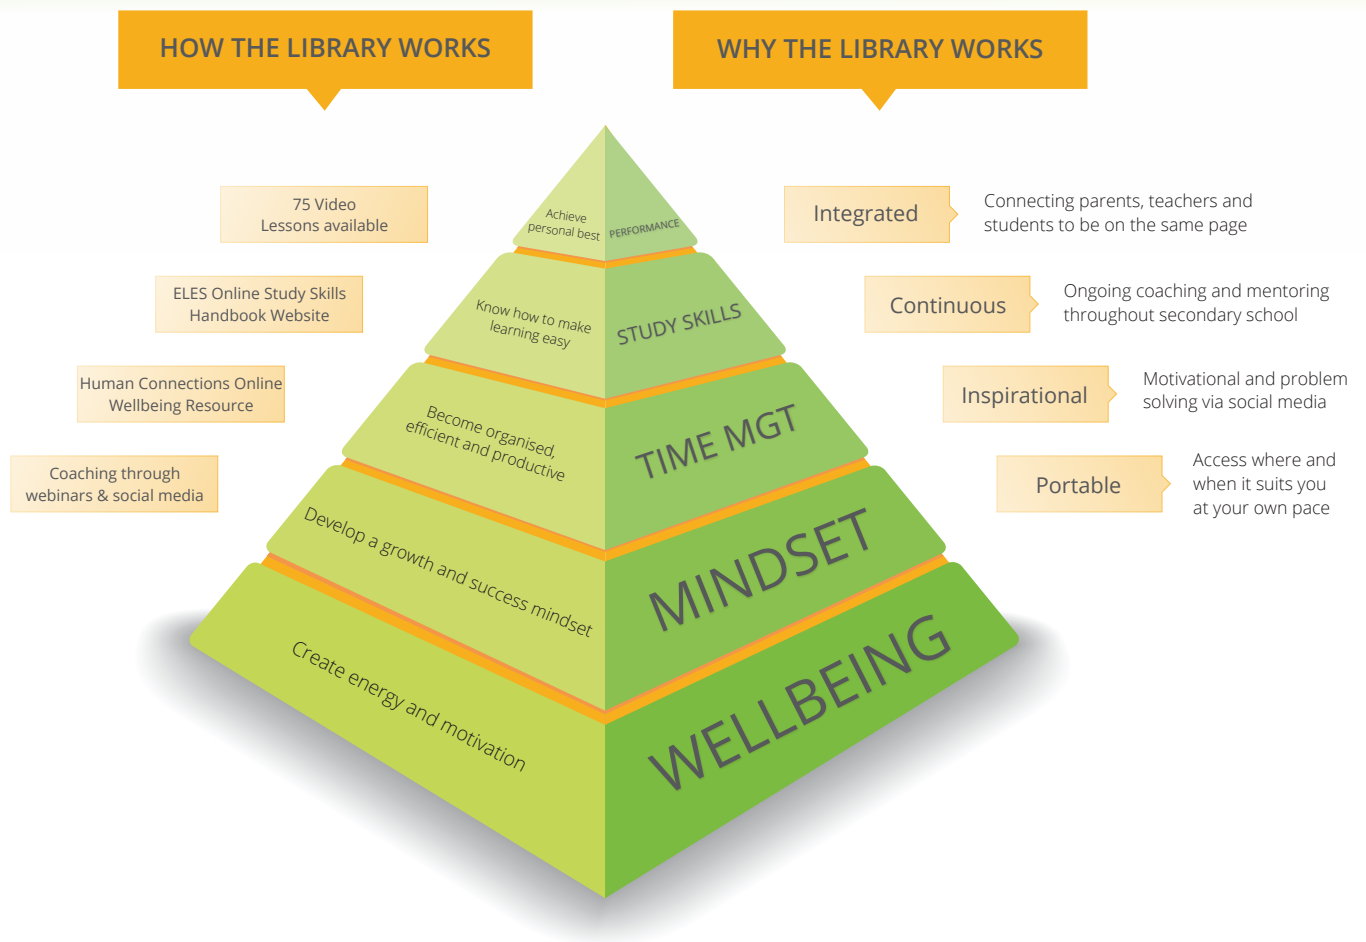 HOW THE LIBRARY WORKS
WHY THE LIBRARY WORKS
75 Video
Lessons available
ELES Online Study Skills
Handbook Website
Human Connections Online
Wellbeing Resource
Coaching through
webinars & social media
Achieve
personal best
PERFORMANCE
Know how to make
learning easy
STUDY SKILLS
Become organised,
efficient and productive
TIME MGT
Develop a growth and success mindset
MINDSET
Create energy and motivation
WELLBEING
Integrated
Connecting parents, teachers and
students to be on the same page
Continuous
Ongoing coaching and mentoring
throughout secondary school
Inspirational
Motivational and problem
solving via social media
Portable
Access where and
when it suits you
at your own pace